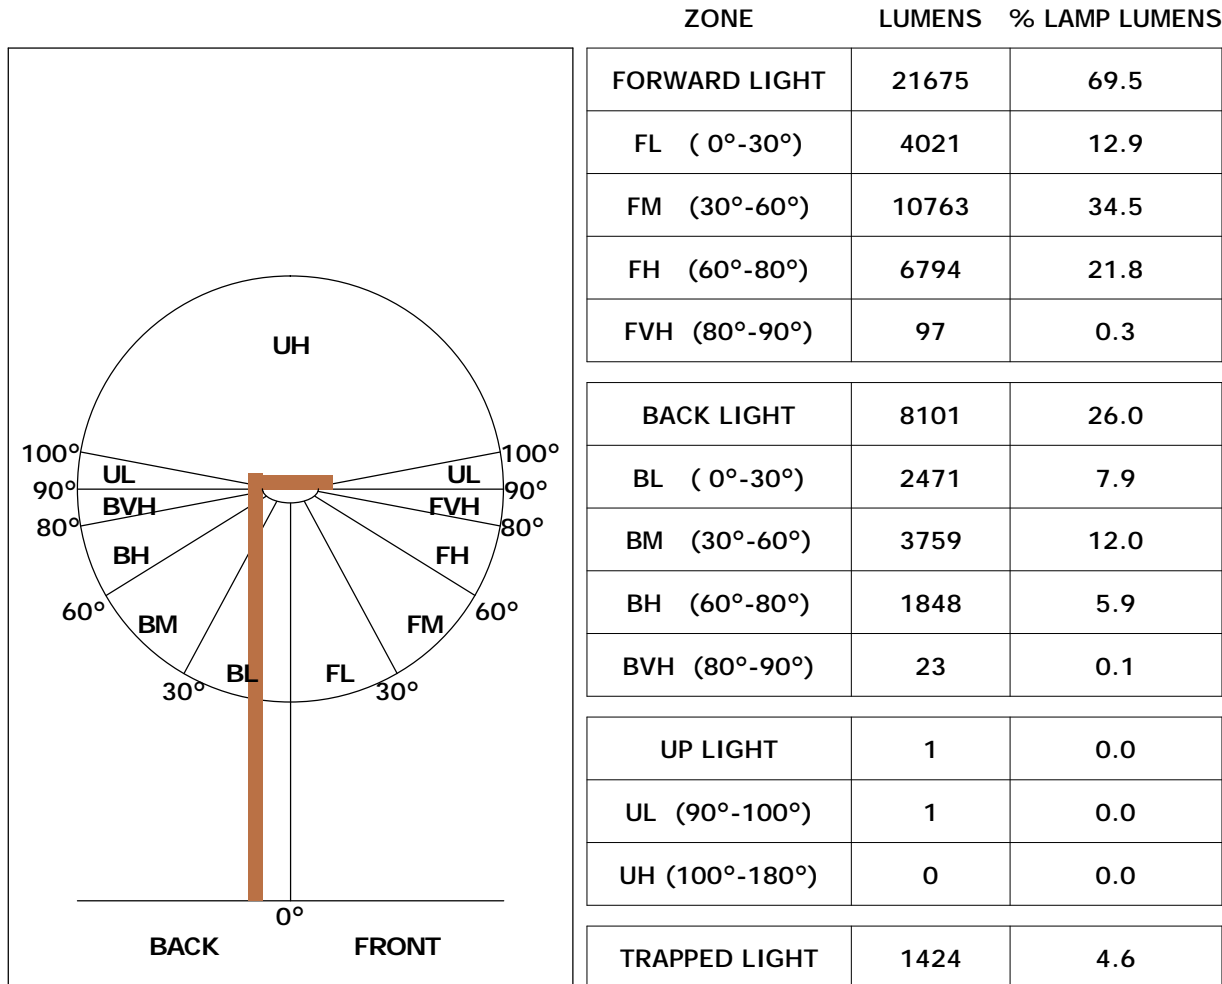 ZONE LUMENS % LAMP LUMENS
FORWARD LIGHT 21675 69.5
FL ( 0°-30°) 4021 12.9
FM (30°-60°) 10763 34.5
FH (60°-80°) 6794 21.8
FVH (80°-90°) 97 0.3
BACK LIGHT 8101 26.0
BL ( 0°-30°) 2471 7.9
BM (30°-60°) 3759 12.0
BH (60°-80°) 1848 5.9
BVH (80°-90°) 23 0.1
UP LIGHT 1 0.0
UL (90°-100°) 1 0.0
UH (100°-180°) 0 0.0
TRAPPED LIGHT 1424 4.6
UH
100° 100°
UL UL
90° 90°
BVH FVH
80° 80°
BH FH
60° 60°
BM FM
BL FL
30° 30°
0°
BACK FRONT